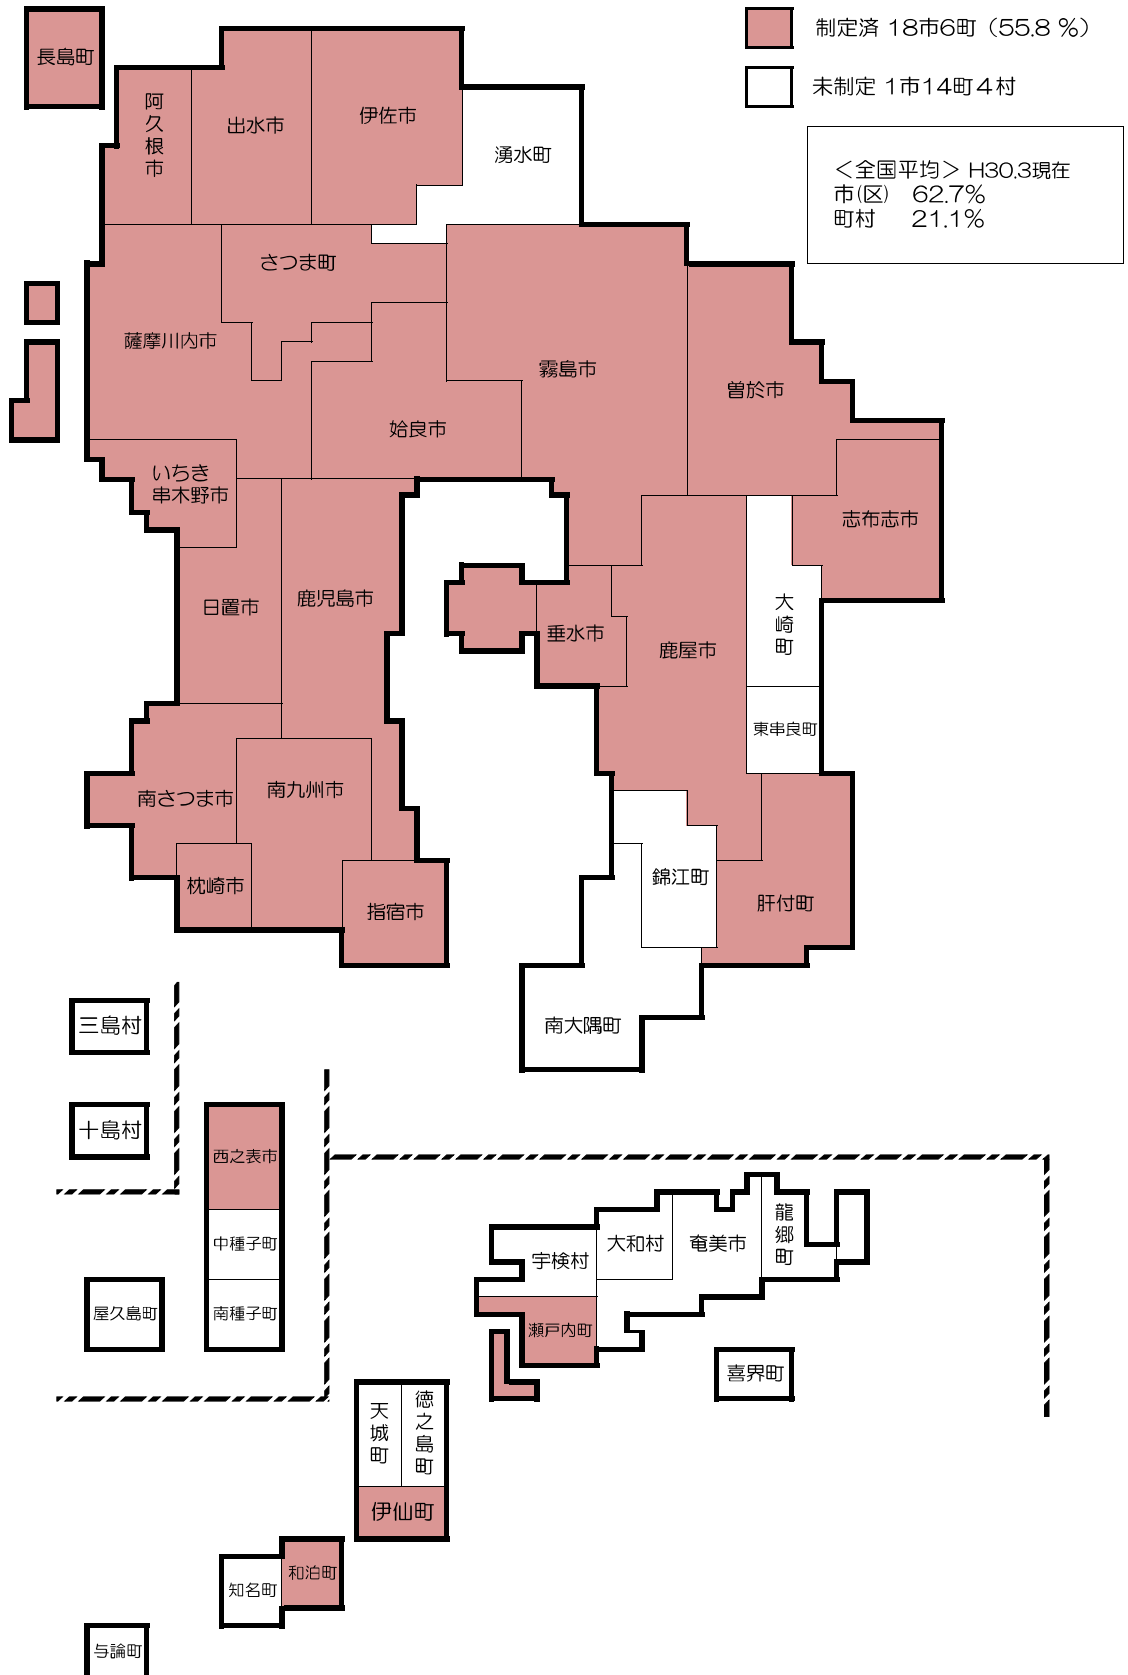 長島町
制定済 18市6町（55.8 %）
未制定 1市14町4村
＜全国平均＞ H30.3現在
市(区) 62.7%
町村 21.1%
阿久根市
出水市
伊佐市
湧水町
さつま町
薩摩川内市
霧島市
曽於市
姶良市
いちき
串木野市
志布志市
日置市
鹿児島市
垂水市
鹿屋市
大崎町
東串良町
南さつま市
南九州市
枕崎市
指宿市
錦江町
肝付町
南大隅町
三島村
十島村
西之表市
中種子町
南種子町
屋久島町
宇検村
大和村
奄美市
龍郷町
瀬戸内町
喜界町
天城町
徳之島町
伊仙町
和泊町
知名町
与論町